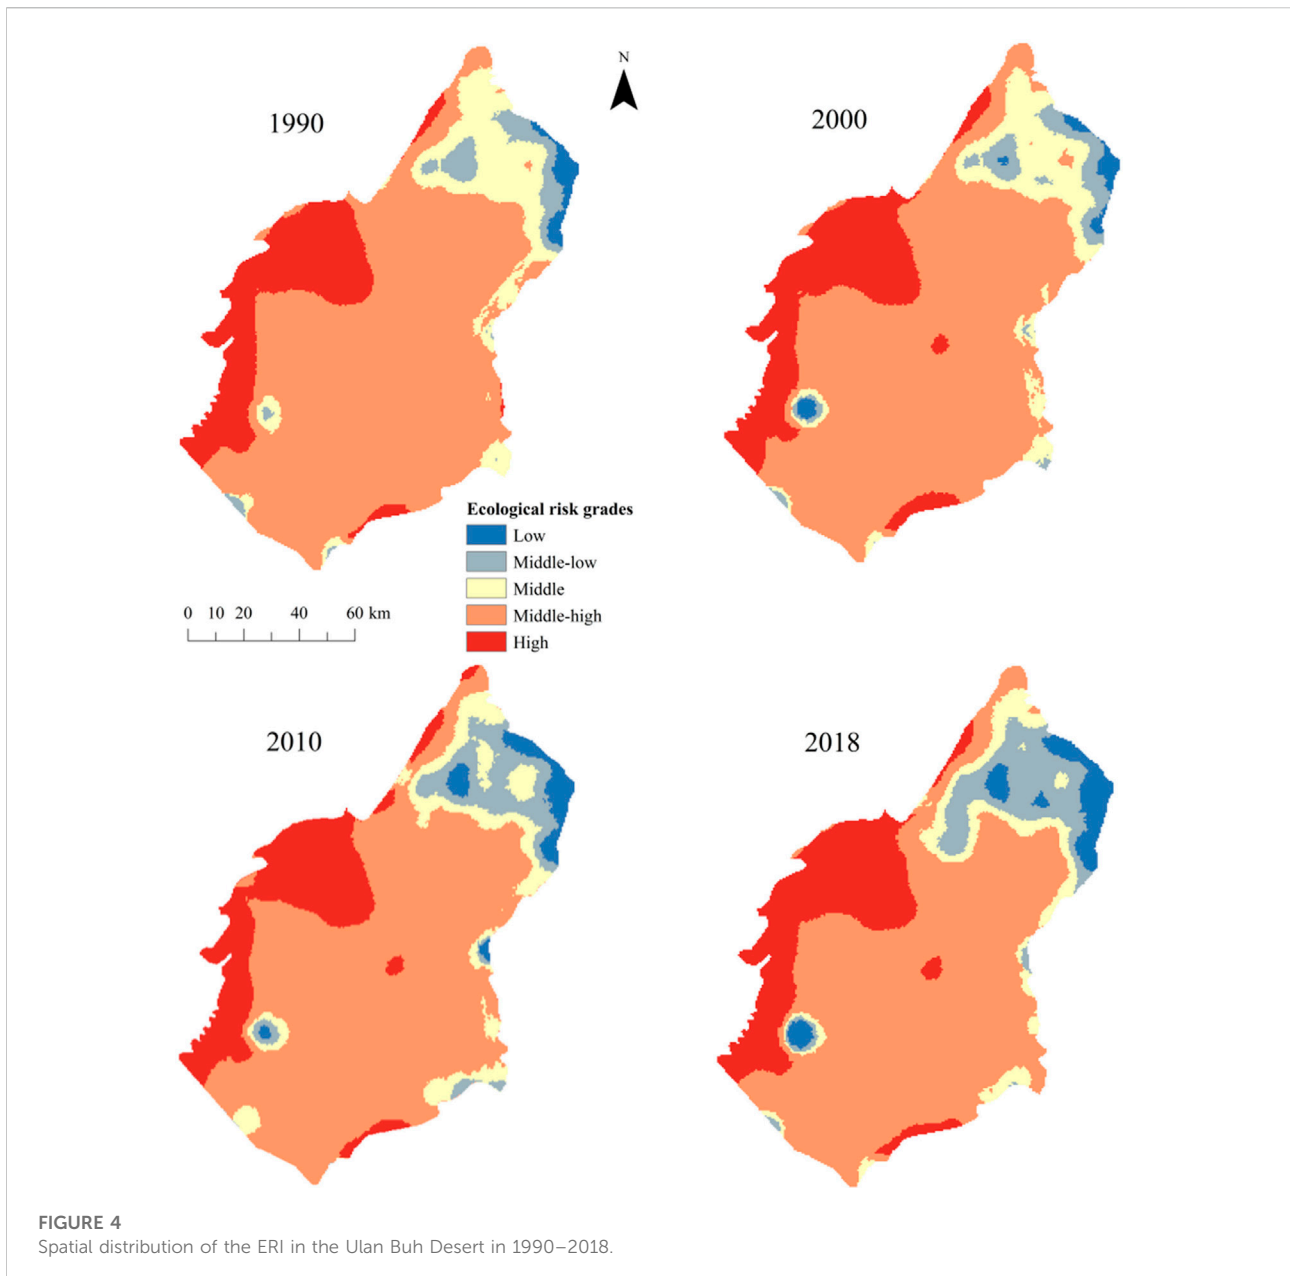 N
1990
2000
Ecological risk grades
Low
Middle-low
Middle
Middle-high
High
0 10 20 40 60 km
2010
2018
FIGURE 4
Spatial distribution of the ERI in the Ulan Buh Desert in 1990–2018.